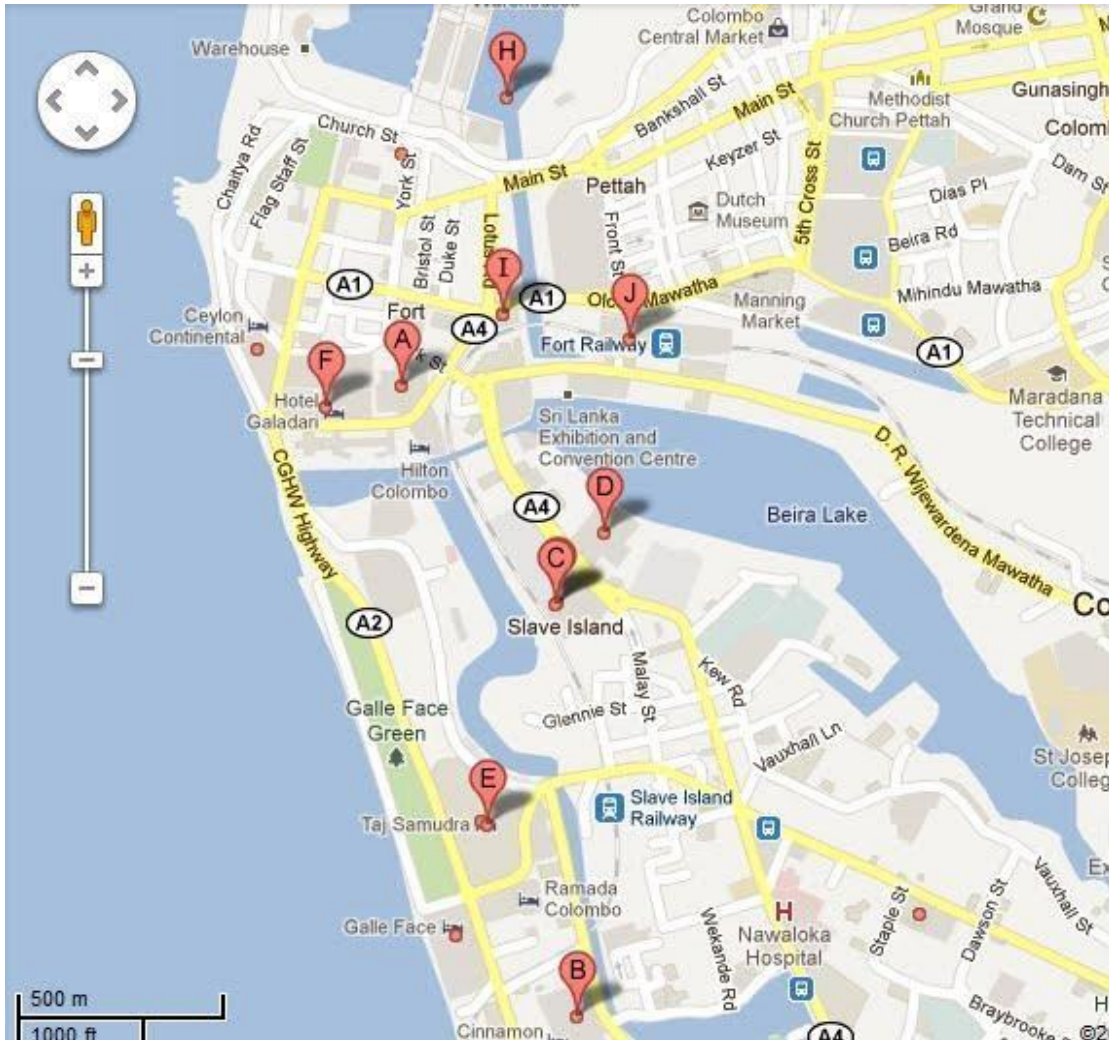 Warehouses
Colombo
Central Market
Grand
Mosque
Warehouse
H
Bankshall St
Main St
Methodist
Church Pettah
Gunasingh
Church St
Keyzer St
Colom
Chaitya Rd
Flag Staff St
York St
Main St
Pettah
Dam St
Dias Pl
Bristol St
Duke St
Front St
Dutch
Museum
5th Cross St
Beira Rd
I
A1
A1
J
Mawatha
Mihindu Mawatha
Manning
Market
Ceylon
Continental
Fort
A4
Fort Railway
A1
F
A
Hotel
Galadari
Sri Lanka
Exhibition and
Convention Centre
Maradana
Technical
College
Hilton
Colombo
CGHW Highway
D. R. Wijewardena Mawatha
A4
D
Beira Lake
C
Slave Island
Co
A2
Malay St
Kew Rd
Glennie St
Galle Face
Green
Vauxhall Ln
St Josep
College
E
Taj Samudra
Slave Island
Railway
Ramada
Colombo
Vauxhall St
Ex
Galle Face
H
Nawaloka
Hospital
Staple St
Dawson St
Wekande Rd
B
500 m
1000 ft
Cinnamon
A4
Braybrooke
H
©2